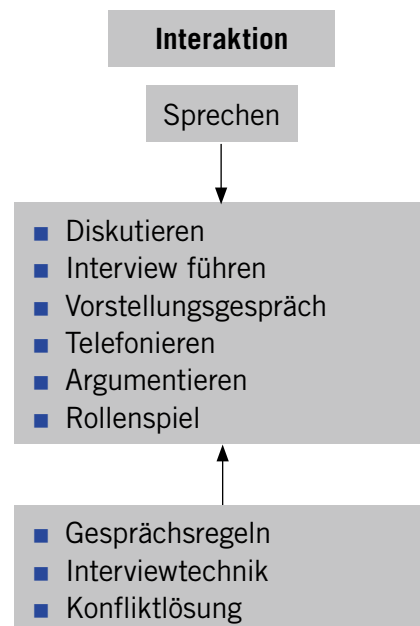 Interaktion
Sprechen
■ Diskutieren
■ Interview führen
■ Vorstellungsgespräch
■ Telefonieren
■ Argumentieren
■ Rollenspiel
■ Gesprächsregeln
■ Interviewtechnik
■ Konfliktlösung